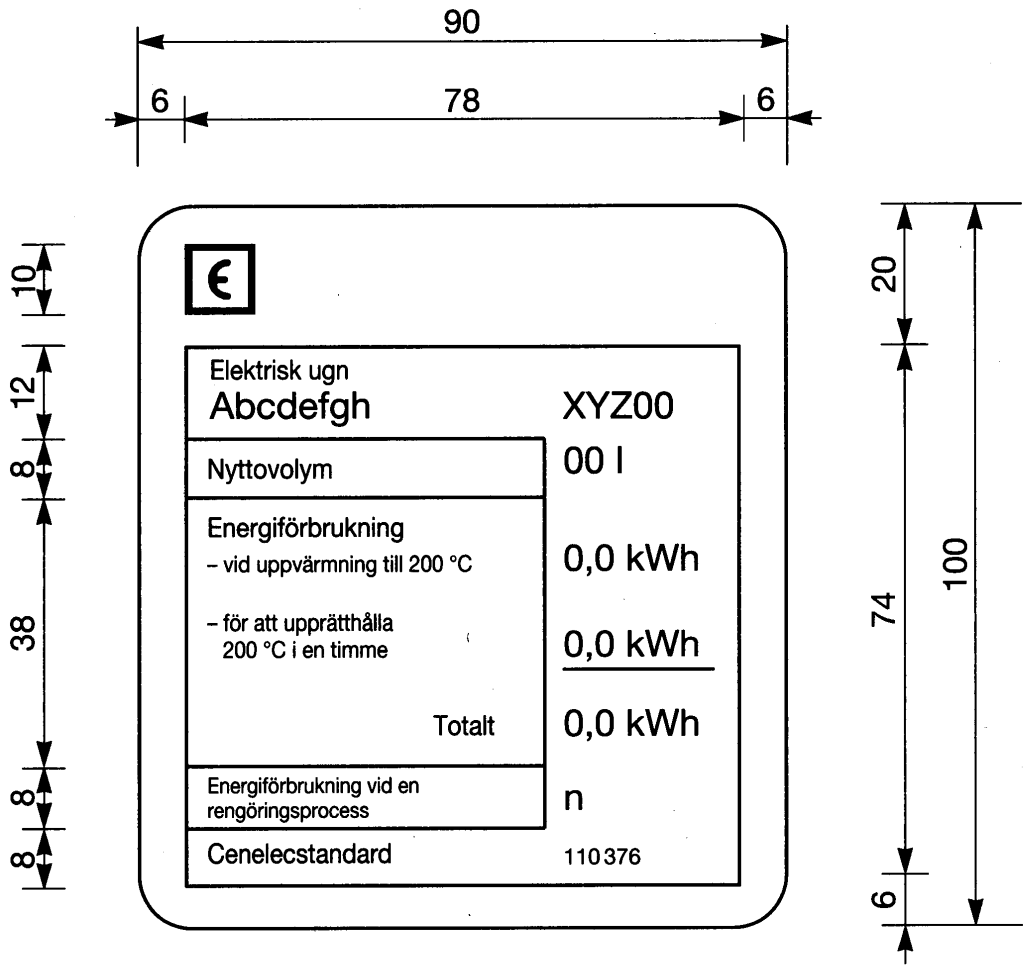 90
6 78 6
10
20
Elektrisk ugn
Abcdefgh XYZ00
12
Nyttovolym 00 l
8
Energiförbrukning
– vid uppvärmning till 200 °C 0,0 kWh
– för att upprätthålla
200 °C i en timme 0,0 kWh
38
74
100
Totalt 0,0 kWh
Energiförbrukning vid en
rengöringsprocess n
8
Cenelecstandard 110 376
8
6